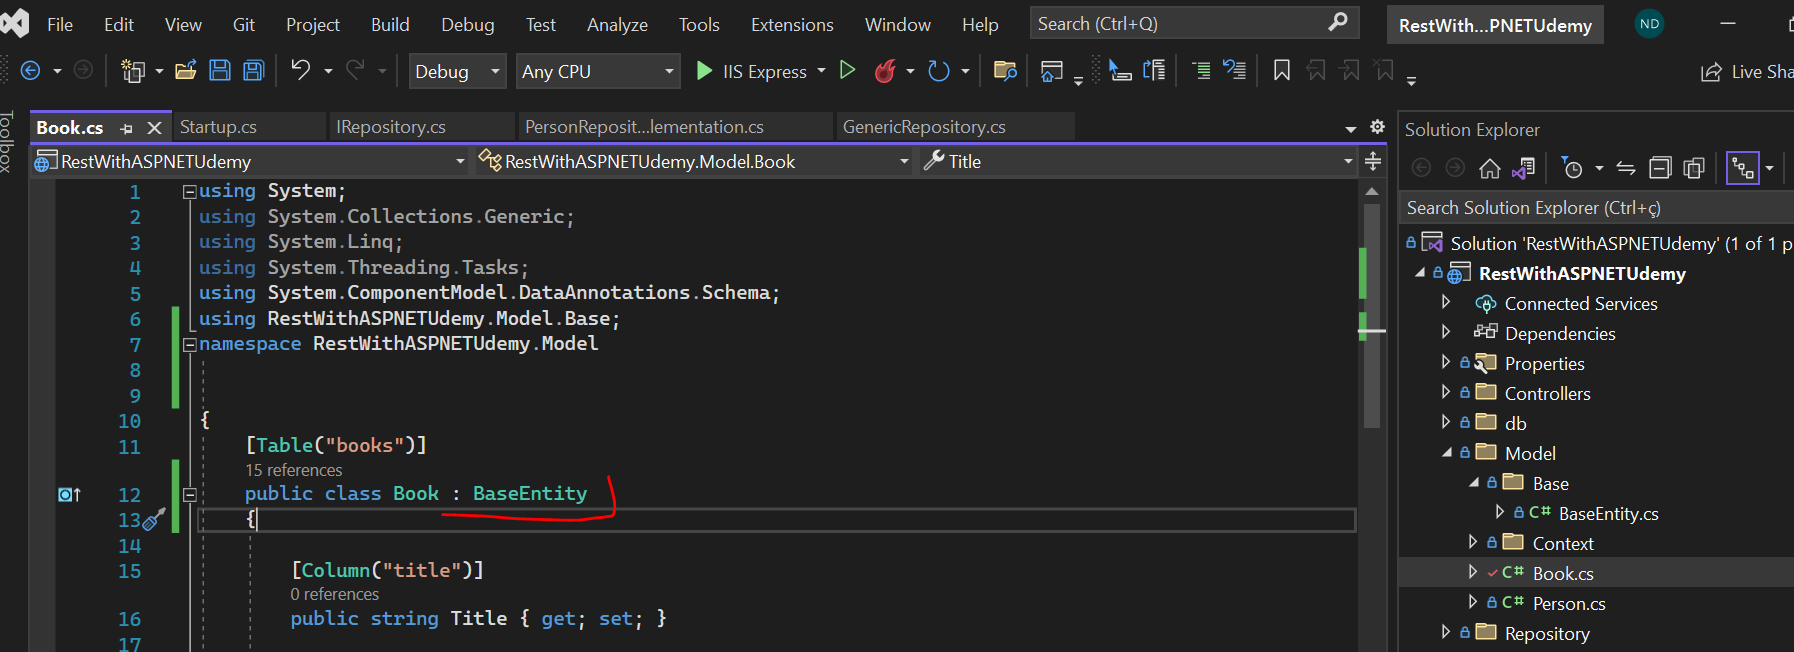 File Edit View Git Project Build Debug Test Analyze Tools Extensions Window Help Search (Ctrl+Q) RestWith...PNETUdemy ND
Debug Any CPU IIS Express Live Sha
Toolbox
Book.cs Startup.cs IRepository.cs PersonReposit...lementation.cs GenericRepository.cs
RestWithASPNETUdemy RestWithASPNETUdemy.Model.Book Title
1 using System;
2 using System.Collections.Generic;
3 using System.Linq;
4 using System.Threading.Tasks;
5 using System.ComponentModel.DataAnnotations.Schema;
6 using RestWithASPNETUdemy.Model.Base;
7 namespace RestWithASPNETUdemy.Model
8
9
10 {
11 [Table("books")]
15 references
12 public class Book : BaseEntity
13 {
14
15 [Column("title")]
0 references
16 public string Title { get; set; }
17
Solution Explorer
Search Solution Explorer (Ctrl+ç)
Solution 'RestWithASPNETUdemy' (1 of 1 p
RestWithASPNETUdemy
Connected Services
Dependencies
Properties
Controllers
db
Model
Base
C# BaseEntity.cs
Context
C# Book.cs
C# Person.cs
Repository